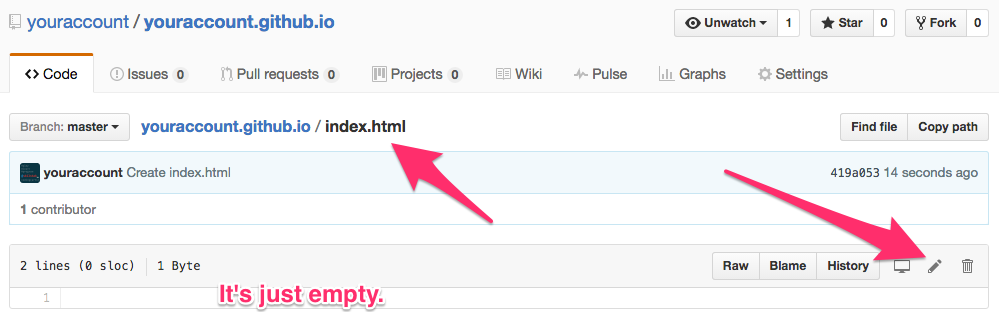 youraccount / youraccount.github.io
Unwatch 1 Star 0 Fork 0
Code Issues 0 Pull requests 0 Projects 0 Wiki Pulse Graphs Settings
Branch: master youraccount.github.io / index.html Find file Copy path
youraccount Create index.html 419a053 14 seconds ago
1 contributor
2 lines (0 sloc) 1 Byte Raw Blame History
1
It's just empty.